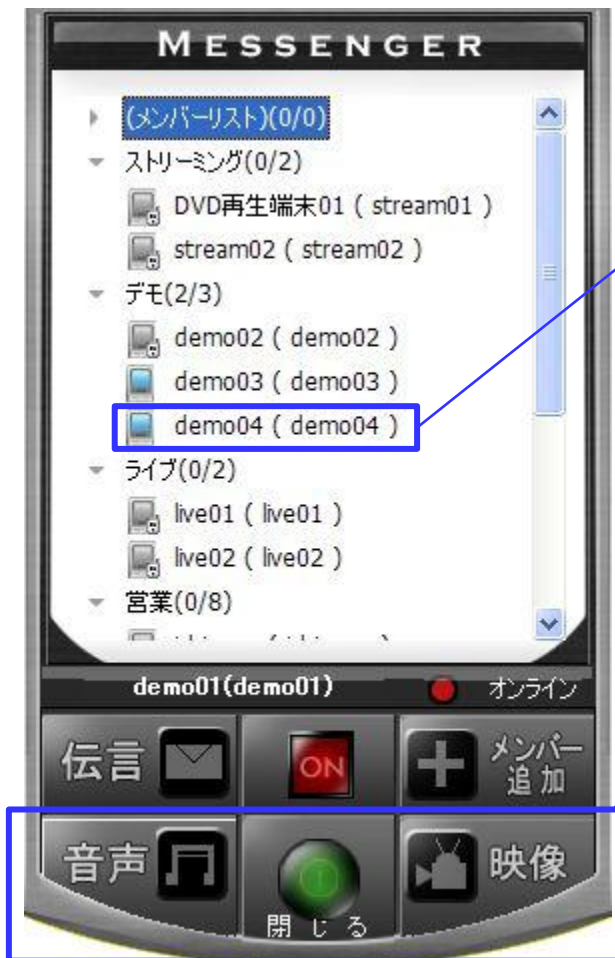 MESSENGER
(メンバーリスト)(0/0)
ストリーミング(0/2)
DVD再生端末01 ( stream01 )
stream02 ( stream02 )
デモ(2/3)
demo02 ( demo02 )
demo03 ( demo03 )
demo04 ( demo04 )
ライブ(0/2)
live01 ( live01 )
live02 ( live02 )
営業(0/8)
demo01(demo01) オンライン
伝言 ON メンバー
追加
音声 映像
閉じる